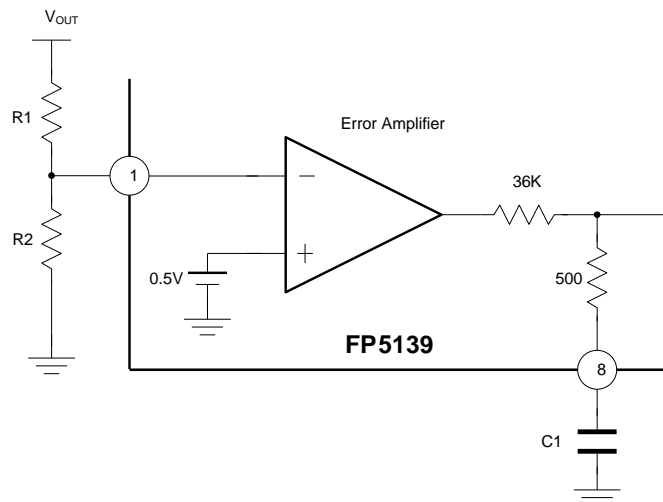 VOUT
R1
Error Amplifier
1
−
36K
R2
+
0.5V
500
FP5139
8
C1